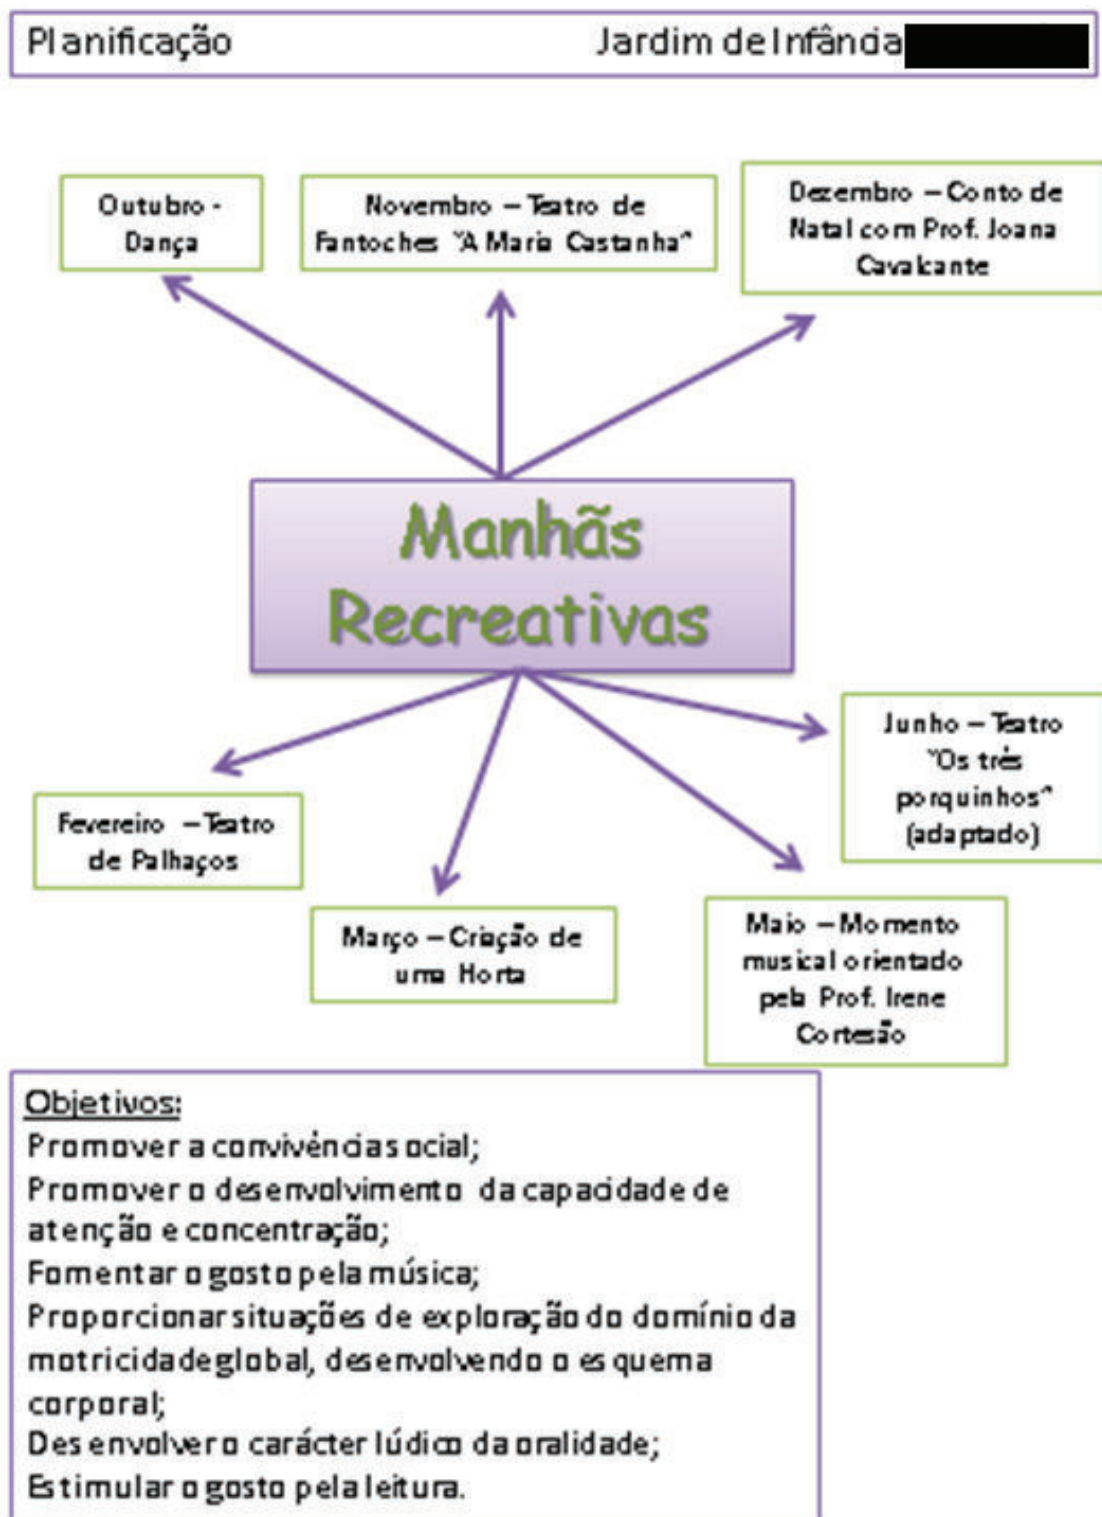 Planificação Jardim de Infância
Outubro -
Dança
Novembro – Teatro de
Fantoches "A Maria Castanha"
Dezembro – Conto de
Natal com Prof. Joana
Cavalcante
Manhãs
Recreativas
Junho – Teatro
"Os três
porquinhos"
(adaptado)
Fevereiro – Teatro
de Palhaços
Março – Criação de
uma Horta
Maio – Momento
musical orientado
pela Prof. Irene
Cortesão
Objetivos:
Promover a convivência social;
Promover o desenvolvimento da capacidade de
atenção e concentração;
Fomentar o gosto pela música;
Proporcionar situações de exploração do domínio da
motricidade global, desenvolvendo o esquema
corporal;
Desenvolver o carácter lúdico da oralidade;
Estimular o gosto pela leitura.